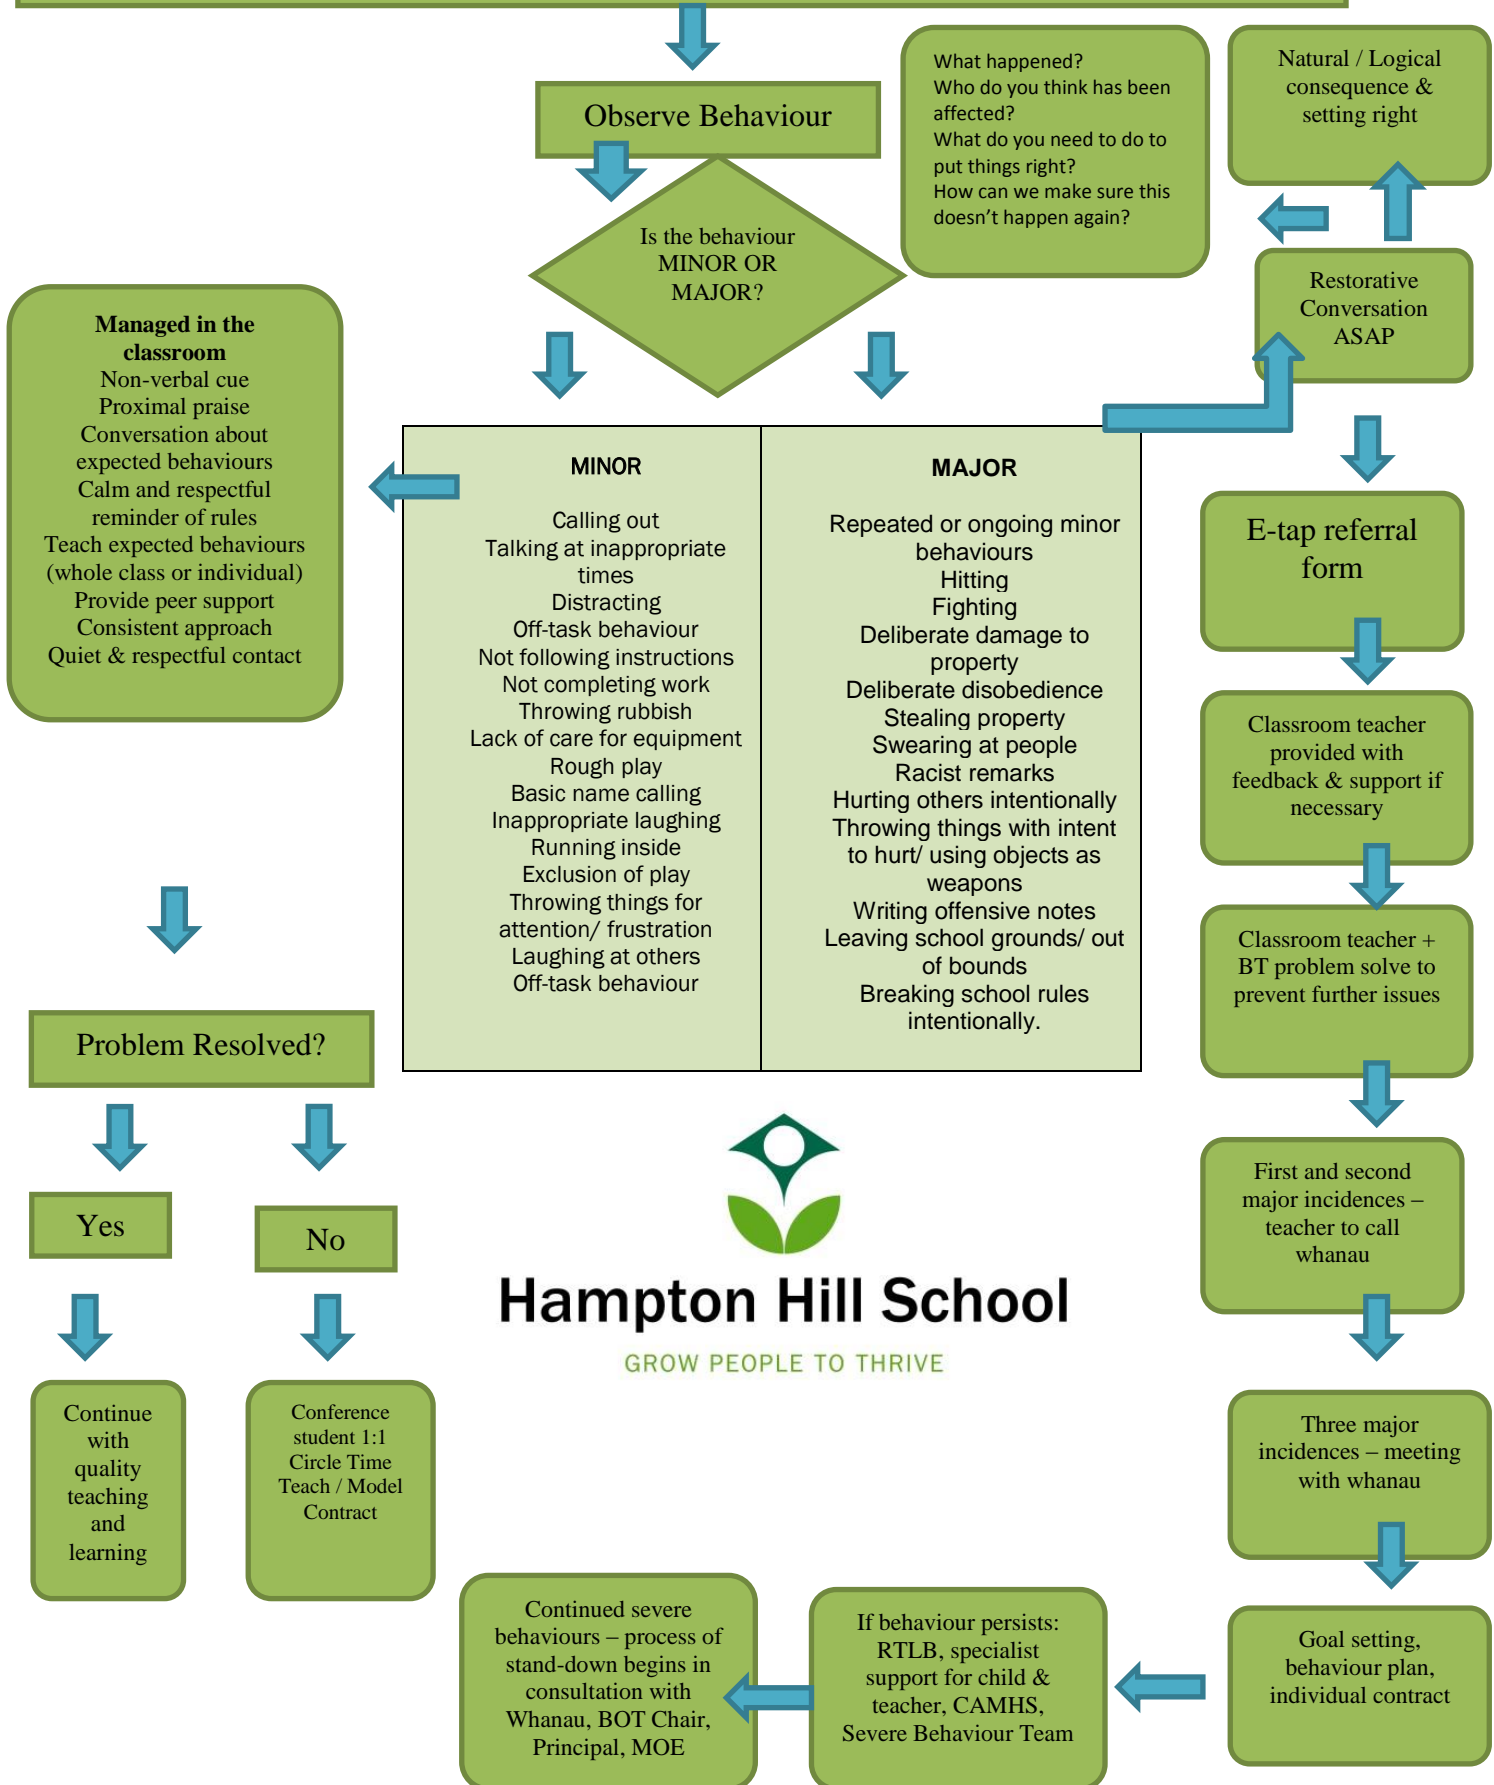 Observe Behaviour
Is the behaviour
MINOR OR
MAJOR?
What happened?
Who do you think has been
affected?
What do you need to do to
put things right?
How can we make sure this
doesn't happen again?
Natural / Logical
consequence &
setting right
Restorative
Conversation
ASAP
Managed in the
classroom
Non-verbal cue
Proximal praise
Conversation about
expected behaviours
Calm and respectful
reminder of rules
Teach expected behaviours
(whole class or individual)
Provide peer support
Consistent approach
Quiet & respectful contact
MINOR
Calling out
Talking at inappropriate
times
Distracting
Off-task behaviour
Not following instructions
Not completing work
Throwing rubbish
Lack of care for equipment
Rough play
Basic name calling
Inappropriate laughing
Running inside
Exclusion of play
Throwing things for
attention/ frustration
Laughing at others
Off-task behaviour
MAJOR
Repeated or ongoing minor
behaviours
Hitting
Fighting
Deliberate damage to
property
Deliberate disobedience
Stealing property
Swearing at people
Racist remarks
Hurting others intentionally
Throwing things with intent
to hurt/ using objects as
weapons
Writing offensive notes
Leaving school grounds/ out
of bounds
Breaking school rules
intentionally.
E-tap referral
form
Classroom teacher
provided with
feedback & support if
necessary
Classroom teacher +
BT problem solve to
prevent further issues
First and second
major incidences –
teacher to call
whanau
Three major
incidences – meeting
with whanau
Goal setting,
behaviour plan,
individual contract
If behaviour persists:
RTLB, specialist
support for child &
teacher, CAMHS,
Severe Behaviour Team
Continued severe
behaviours – process of
stand-down begins in
consultation with
Whanau, BOT Chair,
Principal, MOE
Problem Resolved?
Yes
No
Continue
with
quality
teaching
and
learning
Conference
student 1:1
Circle Time
Teach / Model
Contract
Hampton Hill School
GROW PEOPLE TO THRIVE